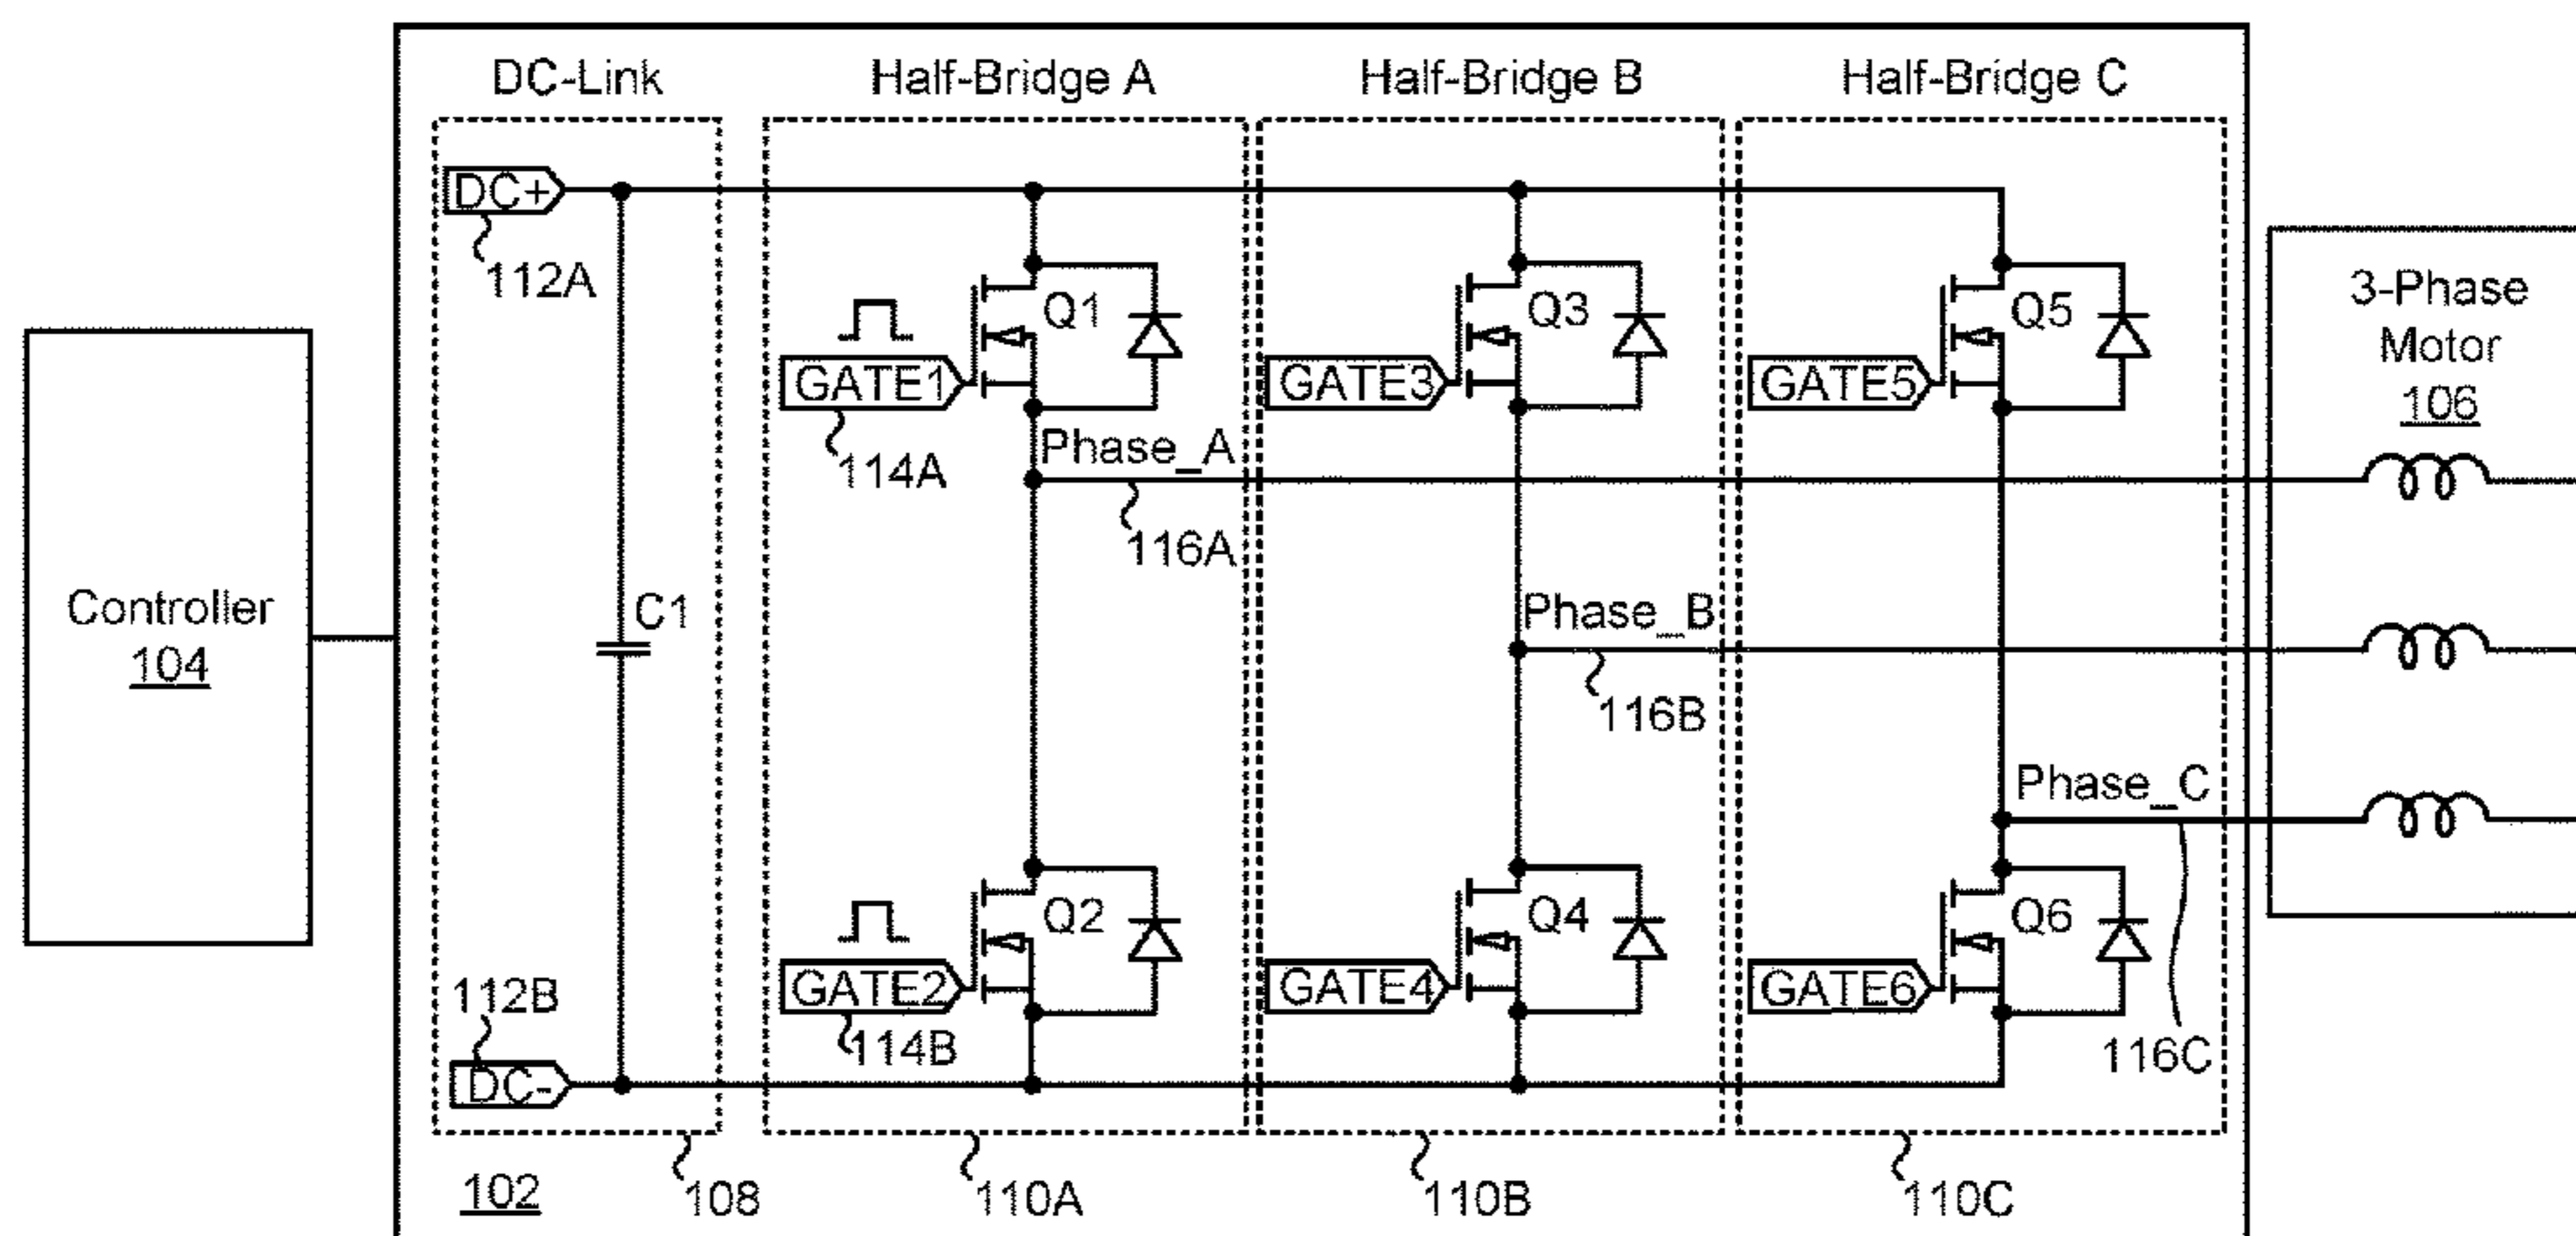 DC-Link
Half-Bridge A
Half-Bridge B
Half-Bridge C
DC+
112A
Q1
Q3
Q5
3-Phase
Motor
106
GATE1
GATE3
GATE5
114A
Phase_A
116A
Controller
104
C1
Phase_B
116B
Phase_C
Q2
Q4
Q6
112B
GATE2
GATE4
GATE6
114B
116C
DC-
102
108
110A
110B
110C